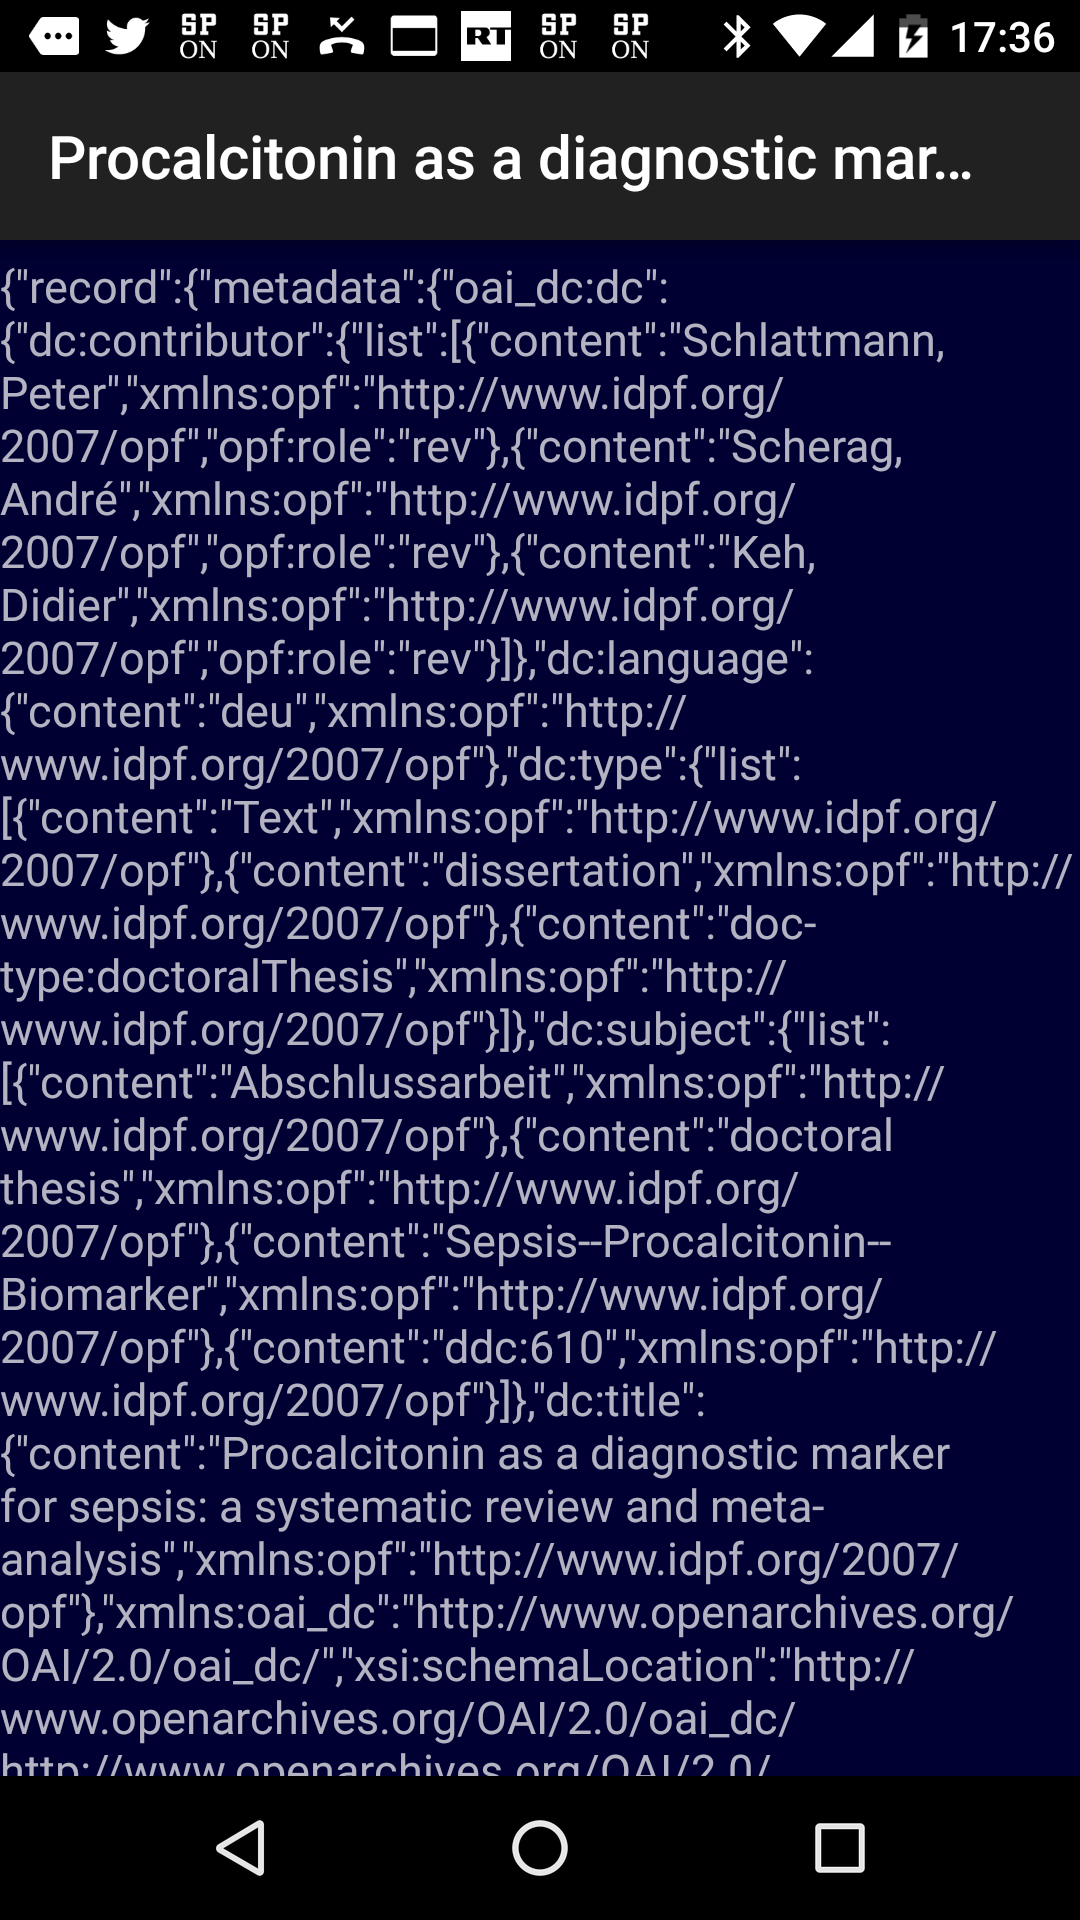 SP ON SP ON RT SP ON SP ON 17:36
Procalcitonin as a diagnostic mar...
{"record":{"metadata":{"oai_dc:dc":
{"dc:contributor":{"list":[{"content":"Schlattmann,
Peter","xmlns:opf":"http://www.idpf.org/
2007/opf","opf:role":"rev"},{"content":"Scherag,
André","xmlns:opf":"http://www.idpf.org/
2007/opf","opf:role":"rev"},{"content":"Keh,
Didier","xmlns:opf":"http://www.idpf.org/
2007/opf","opf:role":"rev"}]},"dc:language":
{"content":"deu","xmlns:opf":"http://
www.idpf.org/2007/opf"},"dc:type":{"list":
[{"content":"Text","xmlns:opf":"http://www.idpf.org/
2007/opf"},{"content":"dissertation","xmlns:opf":"http://
www.idpf.org/2007/opf"},{"content":"doc-
type:doctoralThesis","xmlns:opf":"http://
www.idpf.org/2007/opf"}]},"dc:subject":{"list":
[{"content":"Abschlussarbeit","xmlns:opf":"http://
www.idpf.org/2007/opf"},{"content":"doctoral
thesis","xmlns:opf":"http://www.idpf.org/
2007/opf"},{"content":"Sepsis--Procalcitonin--
Biomarker","xmlns:opf":"http://www.idpf.org/
2007/opf"},{"content":"ddc:610","xmlns:opf":"http://
www.idpf.org/2007/opf"}]},"dc:title":
{"content":"Procalcitonin as a diagnostic marker
for sepsis: a systematic review and meta-
analysis","xmlns:opf":"http://www.idpf.org/2007/
opf"},"xmlns:oai_dc":"http://www.openarchives.org/
OAI/2.0/oai_dc/","xsi:schemaLocation":"http://
www.openarchives.org/OAI/2.0/oai_dc/
http://www.openarchives.org/OAI/2.0/